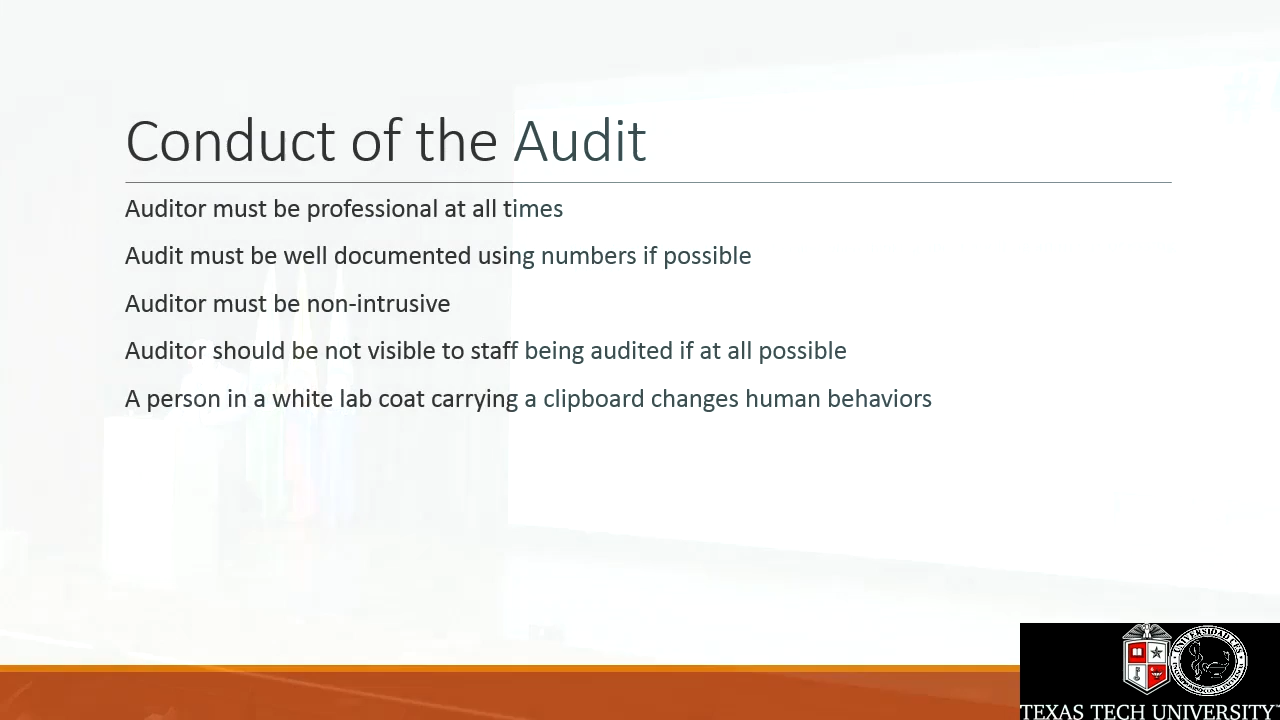 Conduct of the Audit
Auditor must be professional at all times
Audit must be well documented using numbers if possible
Auditor must be non-intrusive
Auditor should be not visible to staff being audited if at all possible
A person in a white lab coat carrying a clipboard changes human behaviors
TEXAS TECH UNIVERSITY